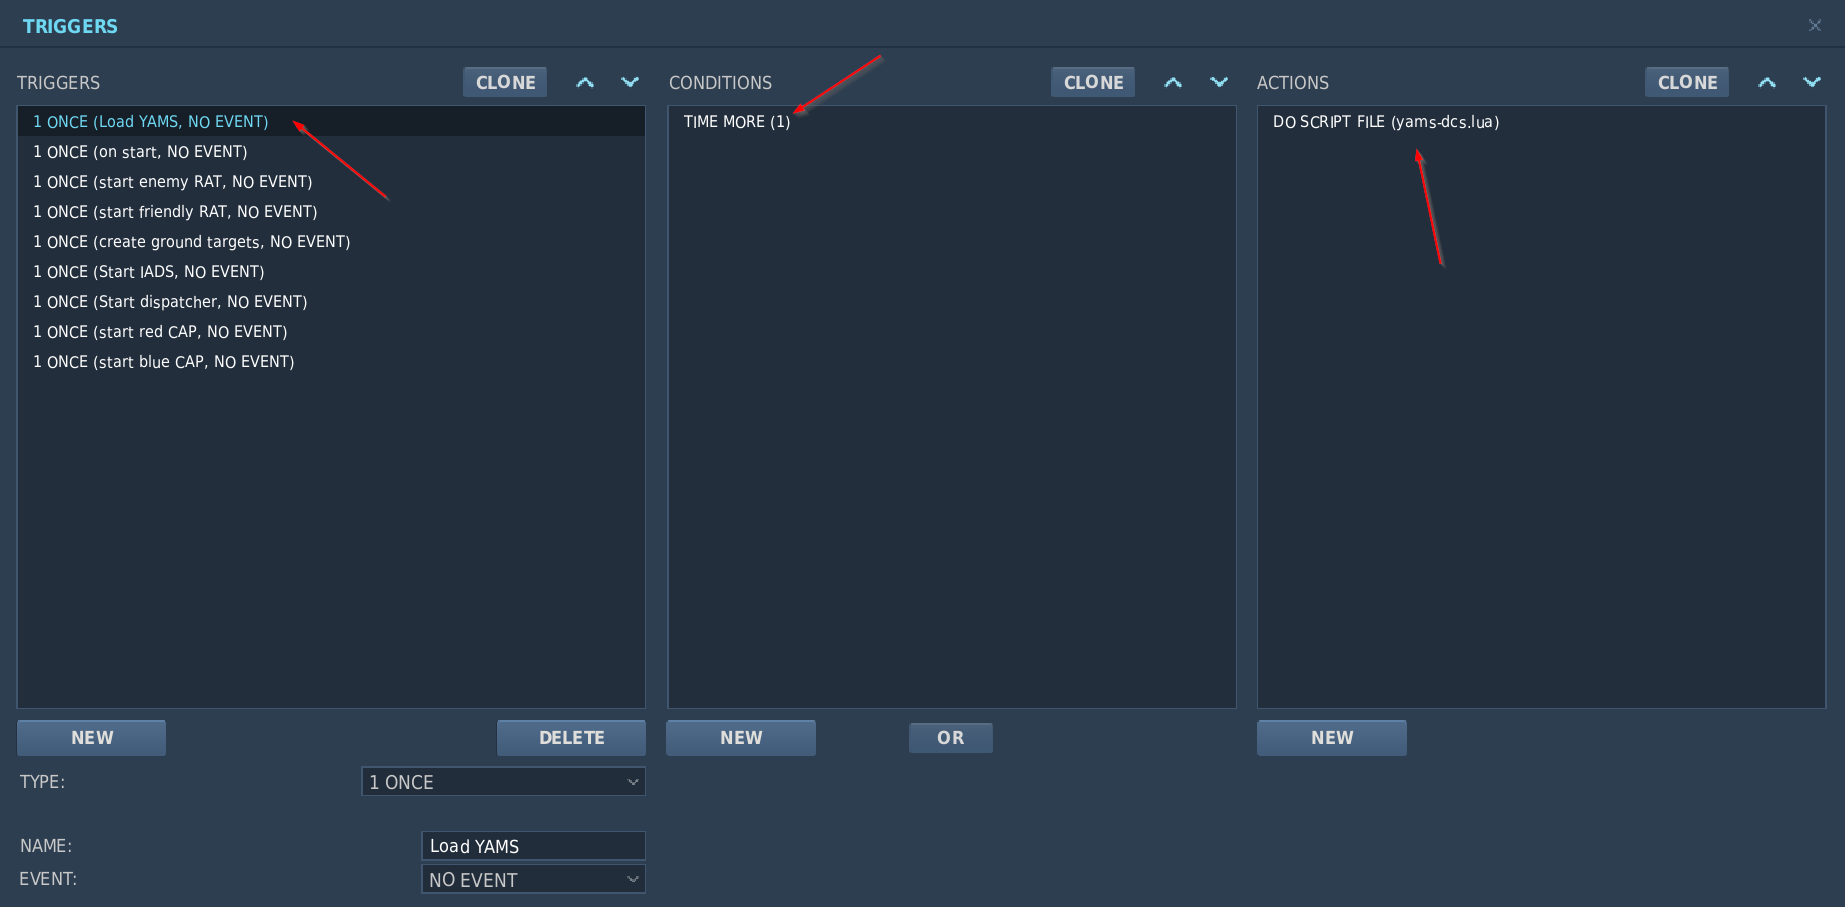 TRIGGERS
TRIGGERS CLONE
1 ONCE (Load YAMS, NO EVENT)
1 ONCE (on start, NO EVENT)
1 ONCE (start enemy RAT, NO EVENT)
1 ONCE (start friendly RAT, NO EVENT)
1 ONCE (create ground targets, NO EVENT)
1 ONCE (Start IADS, NO EVENT)
1 ONCE (Start dispatcher, NO EVENT)
1 ONCE (start red CAP, NO EVENT)
1 ONCE (start blue CAP, NO EVENT)
NEW DELETE
TYPE: 1 ONCE
NAME: Load YAMS
EVENT: NO EVENT
CONDITIONS CLONE
TIME MORE (1)
NEW OR
ACTIONS CLONE
DO SCRIPT FILE (yams-dcs.lua)
NEW